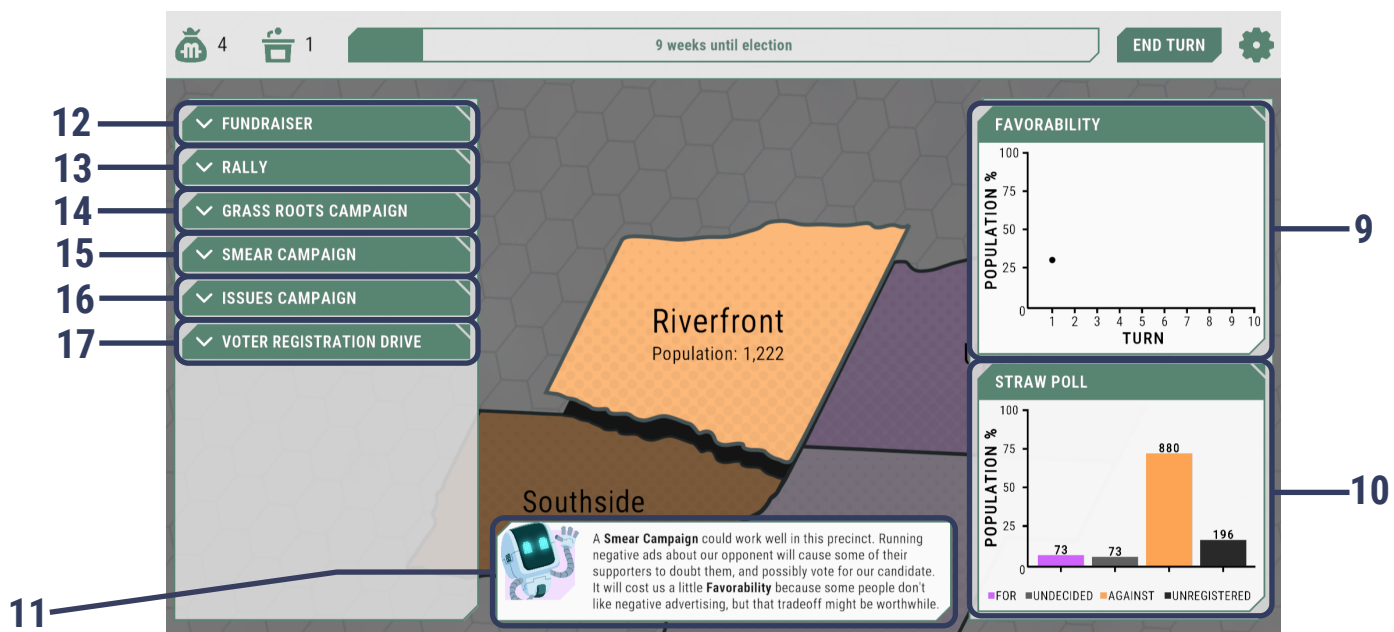 4
1
9 weeks until election
END TURN
12
FUNDRAISER
13
RALLY
14
GRASS ROOTS CAMPAIGN
15
SMEAR CAMPAIGN
16
ISSUES CAMPAIGN
17
VOTER REGISTRATION DRIVE
Riverfront
Population: 1,222
Southside
11
A Smear Campaign could work well in this precinct. Running
negative ads about our opponent will cause some of their
supporters to doubt them, and possibly vote for our candidate.
It will cost us a little Favorability because some people don't
like negative advertising, but that tradeoff might be worthwhile.
FAVORABILITY
POPULATION %
100
75
50
25
0
1 2 3 4 5 6 7 8 9 10
TURN
9
STRAW POLL
POPULATION %
100
75
50
25
0
73 73 880 196
FOR UNDECIDED AGAINST UNREGISTERED
10